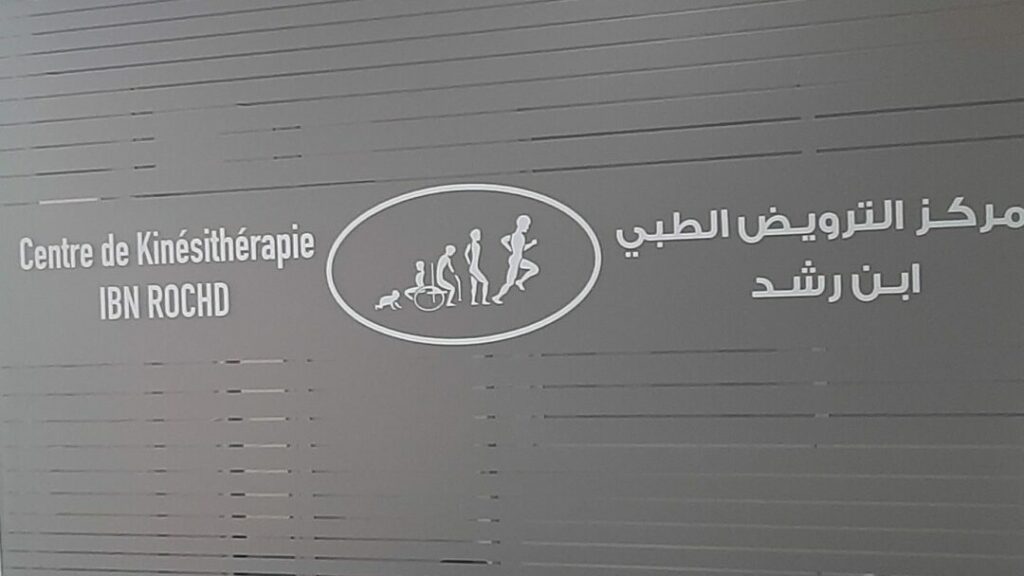 Centre de Kinésithérapie
IBN ROCHD
مركز الترويض الطبي
ابن رشد